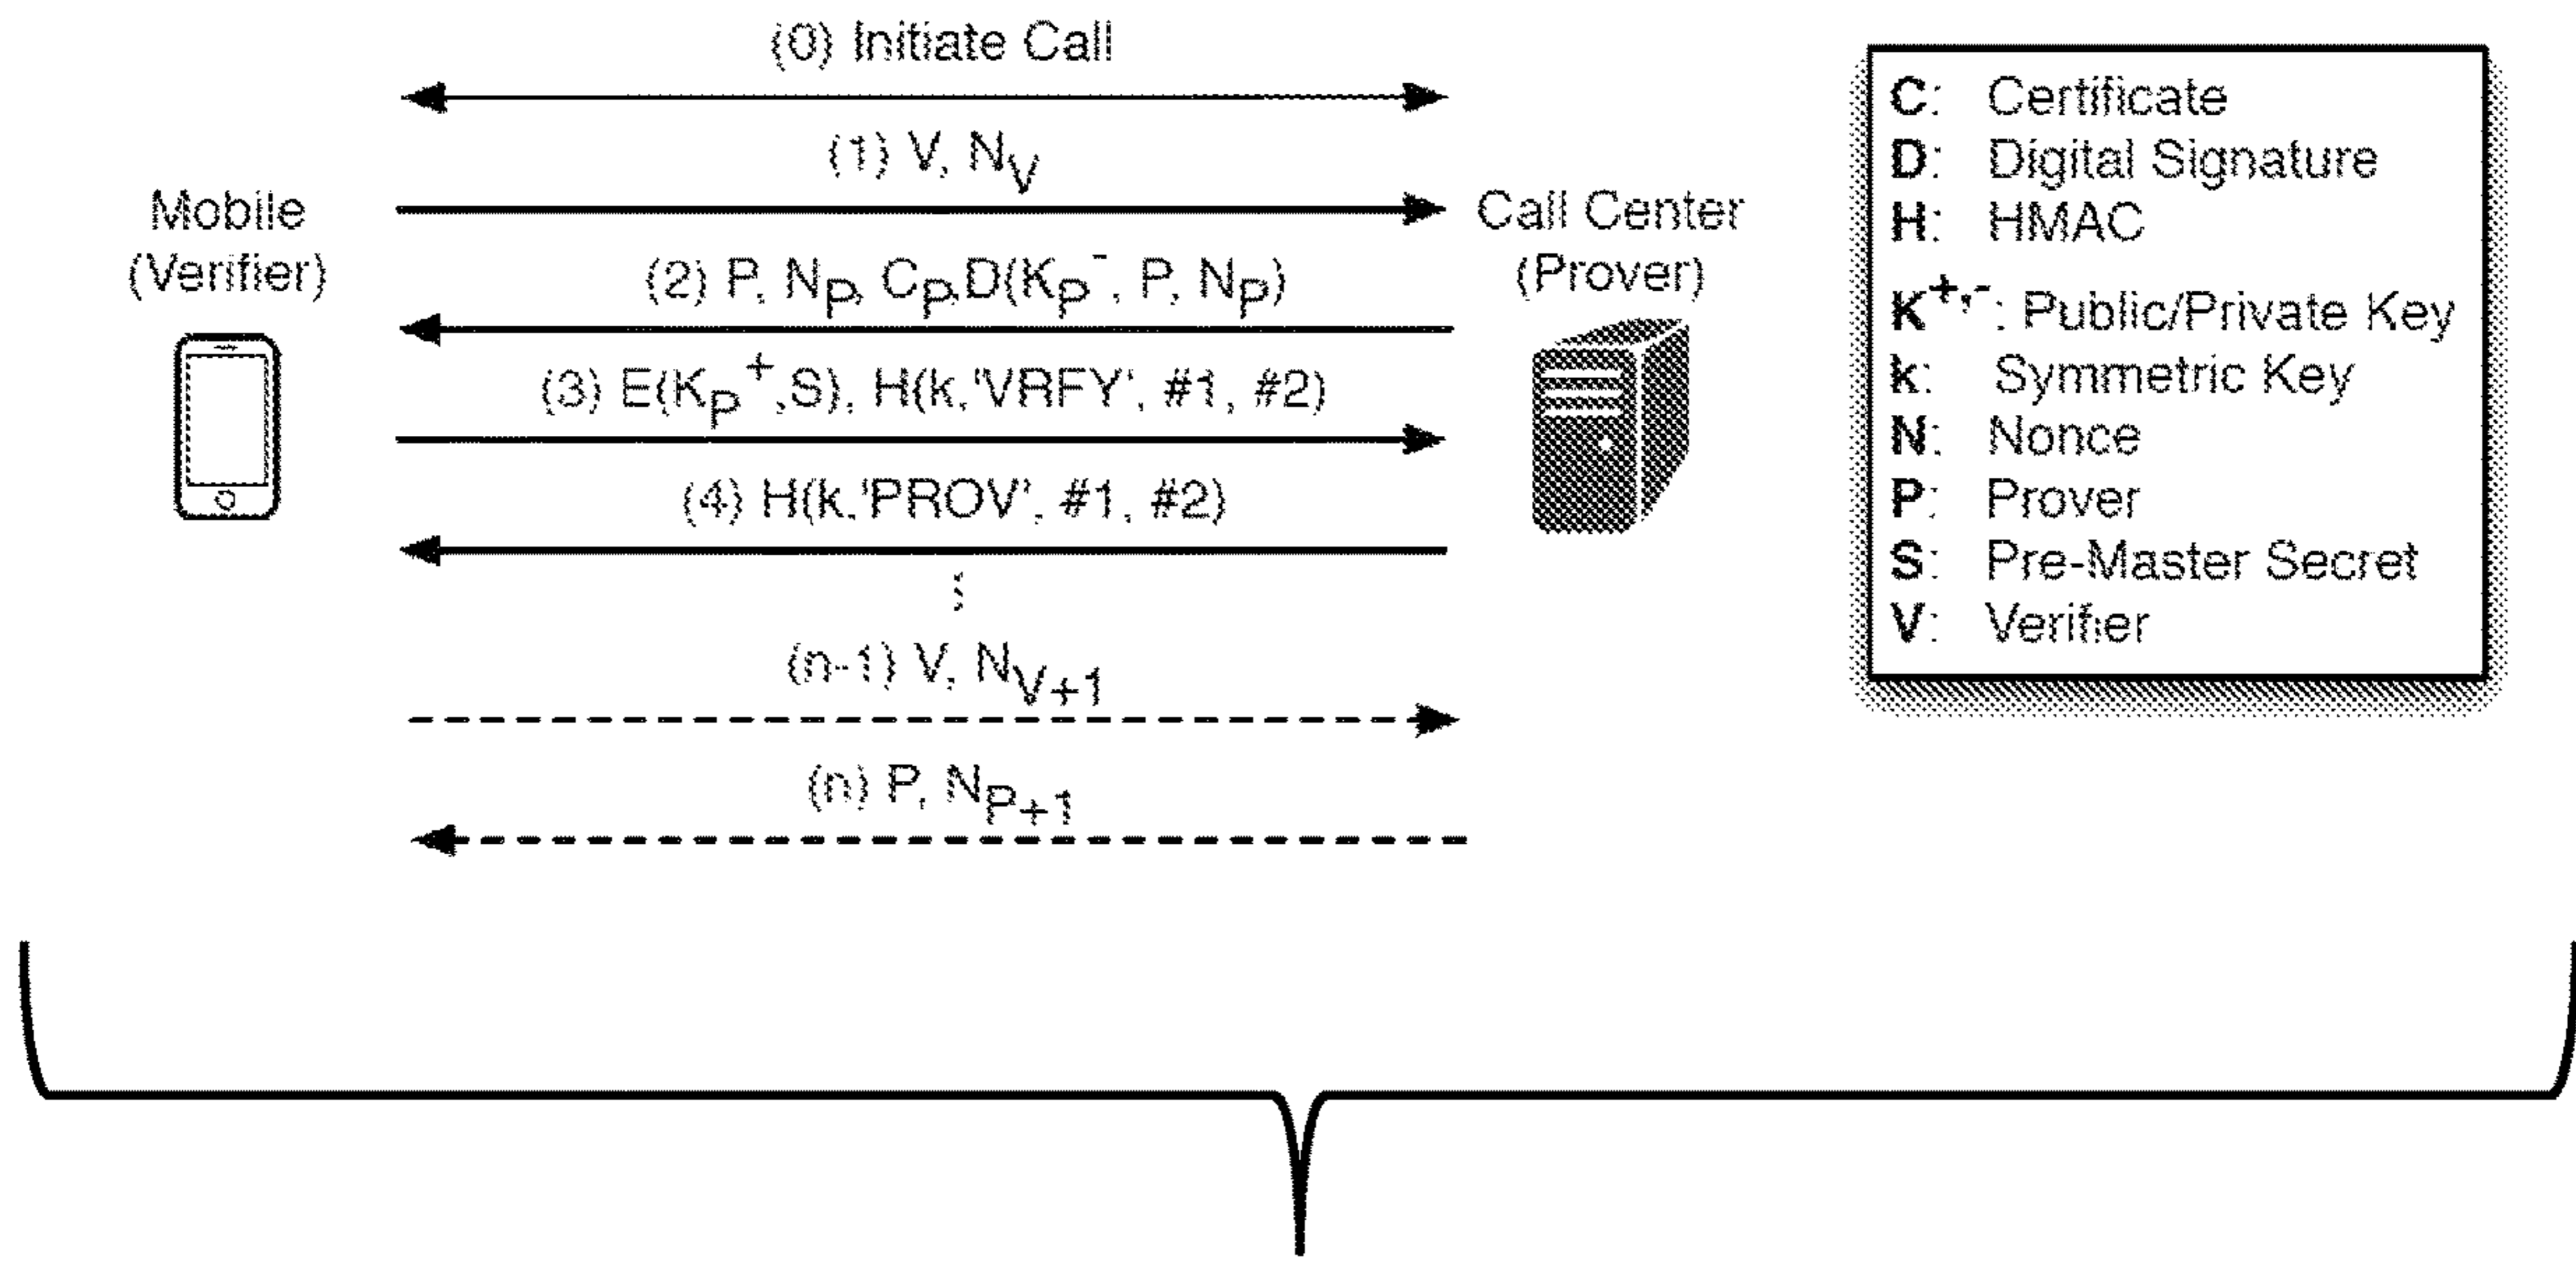 (0) Initiate Call
(1) V, N_V
Mobile
(Verifier)
Call Center
(Prover)
(2) P, N_P, C_P,D(K_P^-, P, N_P)
(3) E(K_P^+,S), H(k,'VRFY', #1, #2)
(4) H(k,'PROV', #1, #2)
(n-1) V, N_V+1
(n) P, N_P+1
C: Certificate
D: Digital Signature
H: HMAC
K^+,-: Public/Private Key
k: Symmetric Key
N: Nonce
P: Prover
S: Pre-Master Secret
V: Verifier